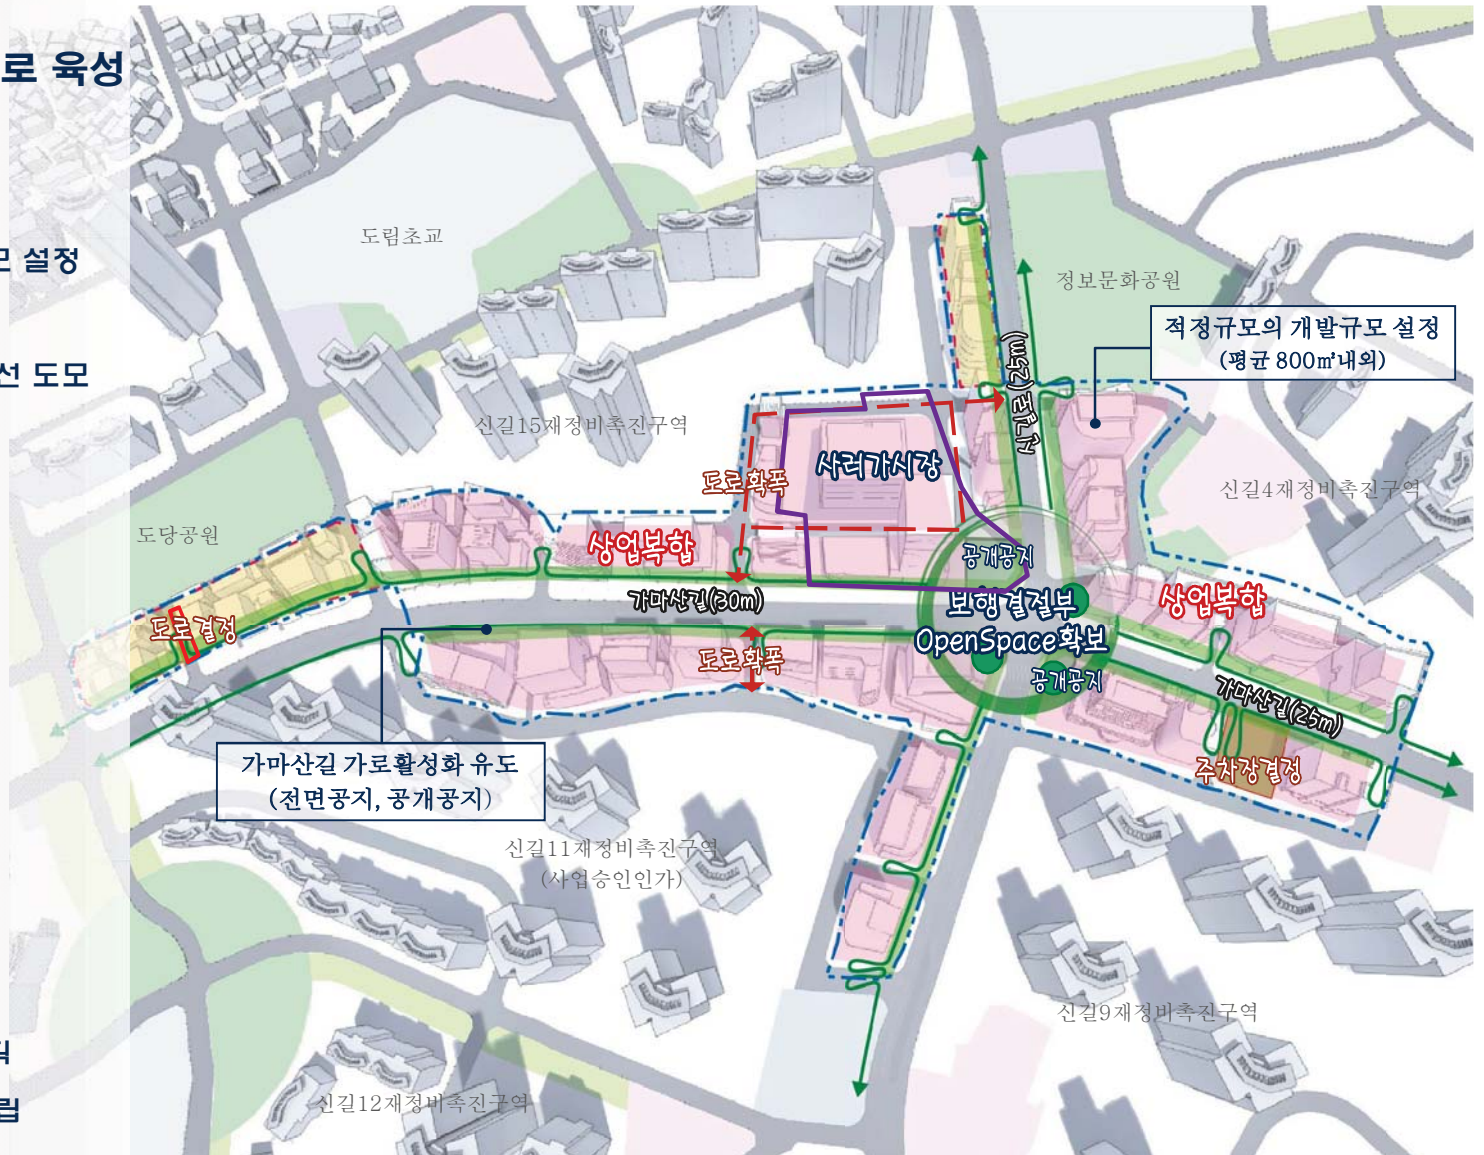 로 육성
모 설정
선 도모
립
도림초교
정보문화공원
적정규모의 개발규모 설정
(평균 800㎡내외)
신길로(25m)
신길15재정비촉진구역
사러가시장
도로확폭
신길4재정비촉진구역
도당공원
상업복합
공개공지
가마산길(30m)
보행결절부
OpenSpace확보
상업복합
도로결정
도로확폭
공개공지
가마산길(25m)
주차장결정
가마산길 가로활성화 유도
(전면공지, 공개공지)
신길11재정비촉진구역
(사업승인인가)
신길9재정비촉진구역
신길12재정비촉진구역